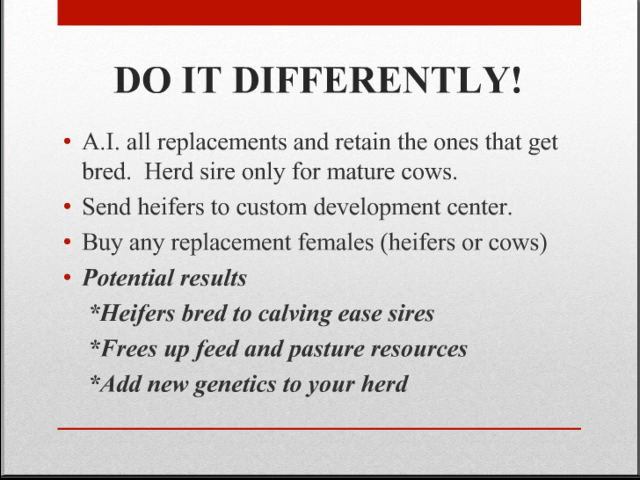 DO IT DIFFERENTLY!
• A.I. all replacements and retain the ones that get
bred.  Herd sire only for mature cows.
• Send heifers to custom development center.
• Buy any replacement females (heifers or cows)
• Potential results
*Heifers bred to calving ease sires
*Frees up feed and pasture resources
*Add new genetics to your herd